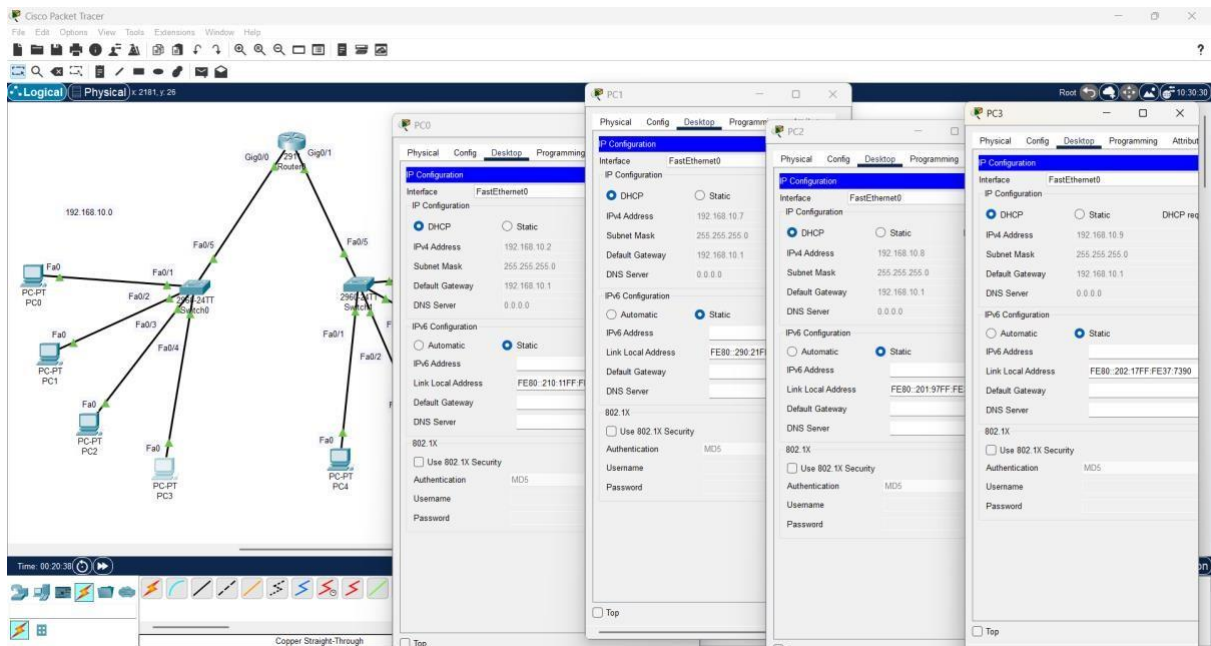 Cisco Packet Tracer
File Edit Options View Tools Extensions Window Help
?
Logical
Physical
x: 2181, y: 26
Root
10:30:30
Gig0/0
Gig0/1
192.168.10.0
Fa0/5
Fa0/5
Fa0
Fa0/1
PC-PT
PC0
Fa0/2
2960-24TT
Switch0
Fa0/3
Fa0
Fa0/4
PC-PT
PC1
Fa0/1
Fa0/2
Fa0
PC-PT
PC2
Fa0
PC-PT
PC3
Fa0
PC-PT
PC4
PC0
Physical Config Desktop Programming
IP Configuration
Interface FastEthernet0
IP Configuration
DHCP Static
IPv4 Address 192.168.10.2
Subnet Mask 255.255.255.0
Default Gateway 192.168.10.1
DNS Server 0.0.0.0
IPv6 Configuration
Automatic Static
IPv6 Address
Link Local Address FE80::210:11FF:F
Default Gateway
DNS Server
802.1X
Use 802.1X Security
Authentication MD5
Username
Password
Top
PC1
Physical Config Desktop Programm
IP Configuration
Interface FastEthernet0
IP Configuration
DHCP Static
IPv4 Address 192.168.10.7
Subnet Mask 255.255.255.0
Default Gateway 192.168.10.1
DNS Server 0.0.0.0
IPv6 Configuration
Automatic Static
IPv6 Address
Link Local Address FE80::290:21F
Default Gateway
DNS Server
802.1X
Use 802.1X Security
Authentication MD5
Username
Password
Top
PC2
Physical Config Desktop Programming
IP Configuration
Interface FastEthernet0
IP Configuration
DHCP Static
IPv4 Address 192.168.10.8
Subnet Mask 255.255.255.0
Default Gateway 192.168.10.1
DNS Server 0.0.0.0
IPv6 Configuration
Automatic Static
IPv6 Address
Link Local Address FE80::201:97FF:FE
Default Gateway
DNS Server
802.1X
Use 802.1X Security
Authentication MD5
Username
Password
PC3
Physical Config Desktop Programming Attribut
IP Configuration
Interface FastEthernet0
IP Configuration
DHCP Static DHCP req
IPv4 Address 192.168.10.9
Subnet Mask 255.255.255.0
Default Gateway 192.168.10.1
DNS Server 0.0.0.0
IPv6 Configuration
Automatic Static
IPv6 Address
Link Local Address FE80::202:17FF:FE37:7390
Default Gateway
DNS Server
802.1X
Use 802.1X Security
Authentication MD5
Username
Password
Top
Time: 00:20:38
Copper Straight-Through